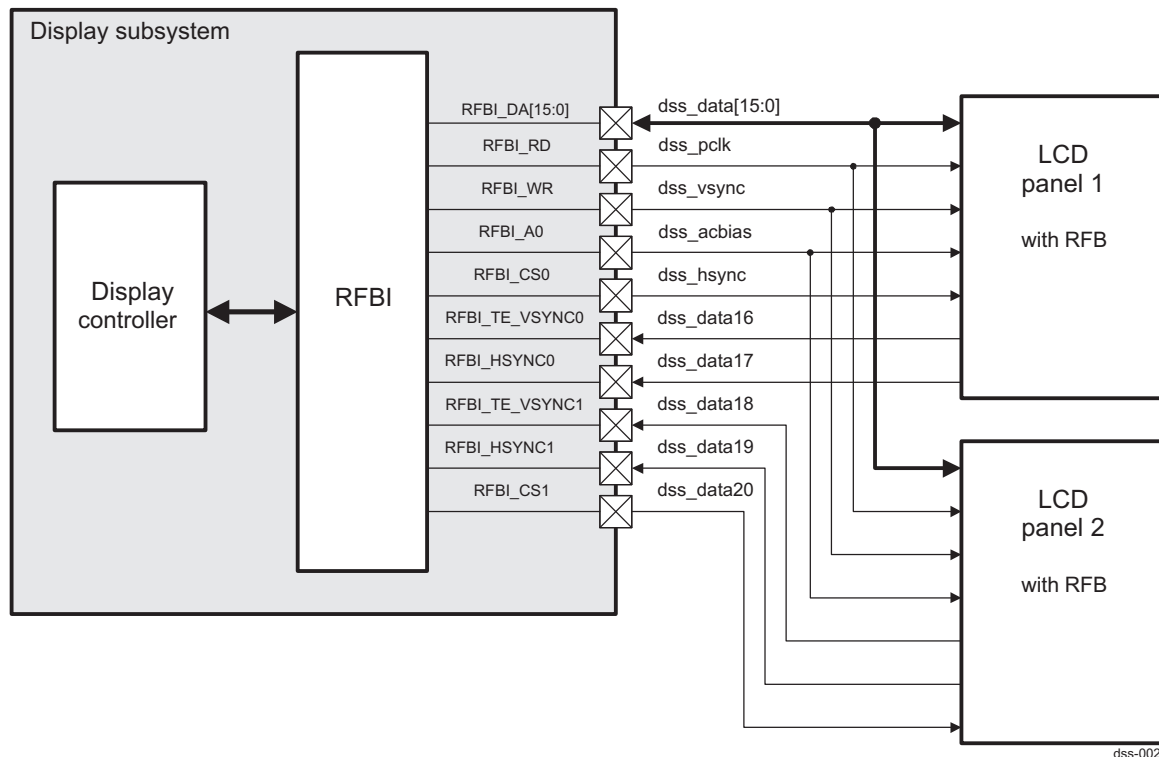 Display subsystem
Display
controller
RFBI
RFBI_DA[15:0]
RFBI_RD
RFBI_WR
RFBI_A0
RFBI_CS0
RFBI_TE_VSYNC0
RFBI_HSYNC0
RFBI_TE_VSYNC1
RFBI_HSYNC1
RFBI_CS1
dss_data[15:0]
dss_pclk
dss_vsync
dss_acbias
dss_hsync
dss_data16
dss_data17
dss_data18
dss_data19
dss_data20
LCD
panel 1
with RFB
LCD
panel 2
with RFB
dss-002